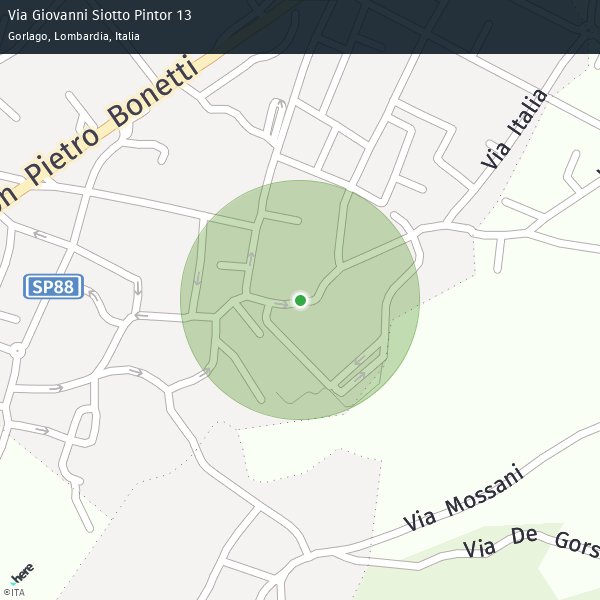 Via Giovanni Siotto Pintor 13
Gorlago, Lombardia, Italia
n Pietro Bonetti
Via Italia
SP88
Via Mossani
Via De Gors
here
©ITA